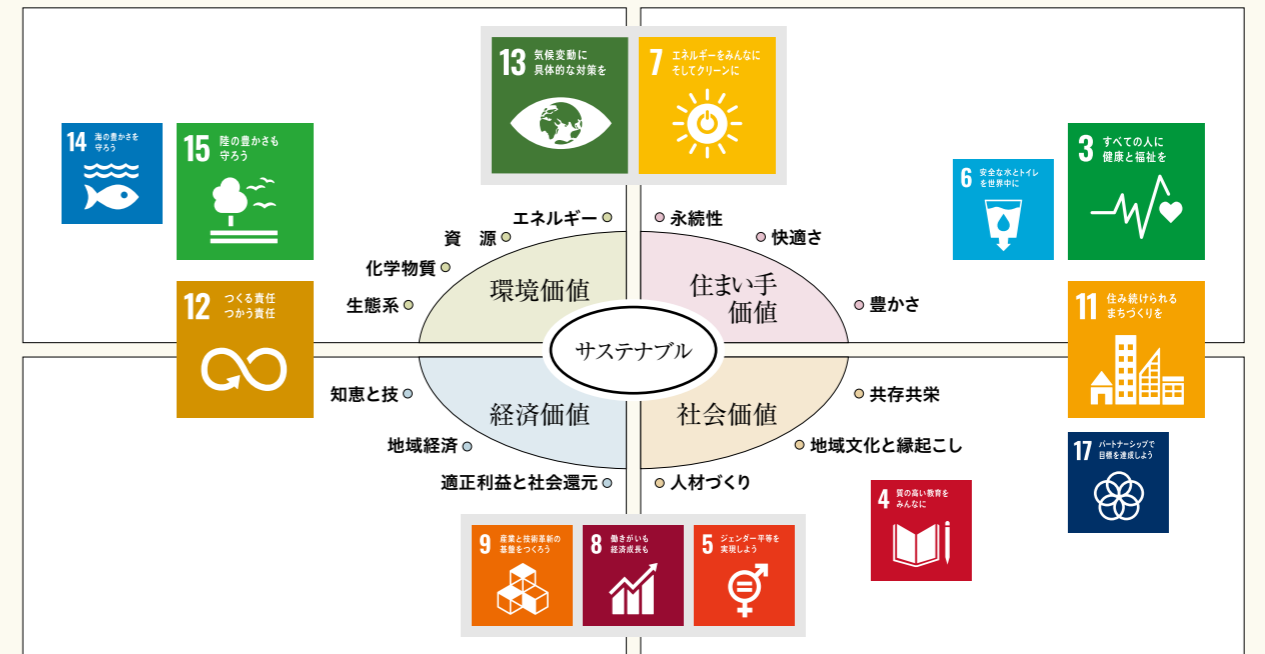 13 気候変動に
具体的な対策を
7 エネルギーをみんなに
そしてクリーンに
14 海の豊かさを
守ろう
15 陸の豊かさも
守ろう
6 安全な水とトイレ
を世界中に
3 すべての人に
健康と福祉を
エネルギー
資 源
化学物質
生態系
永続性
快適さ
豊かさ
環境価値
住まい手
価値
12 つくる責任
つかう責任
11 住み続けられる
まちづくりを
サステナブル
知恵と技
地域経済
適正利益と社会還元
経済価値
社会価値
共存共栄
地域文化と縁起こし
人材づくり
17 パートナーシップで
目標を達成しよう
4 質の高い教育を
みんなに
9 産業と技術革新の
基盤をつくろう
8 働きがいも
経済成長も
5 ジェンダー平等を
実現しよう